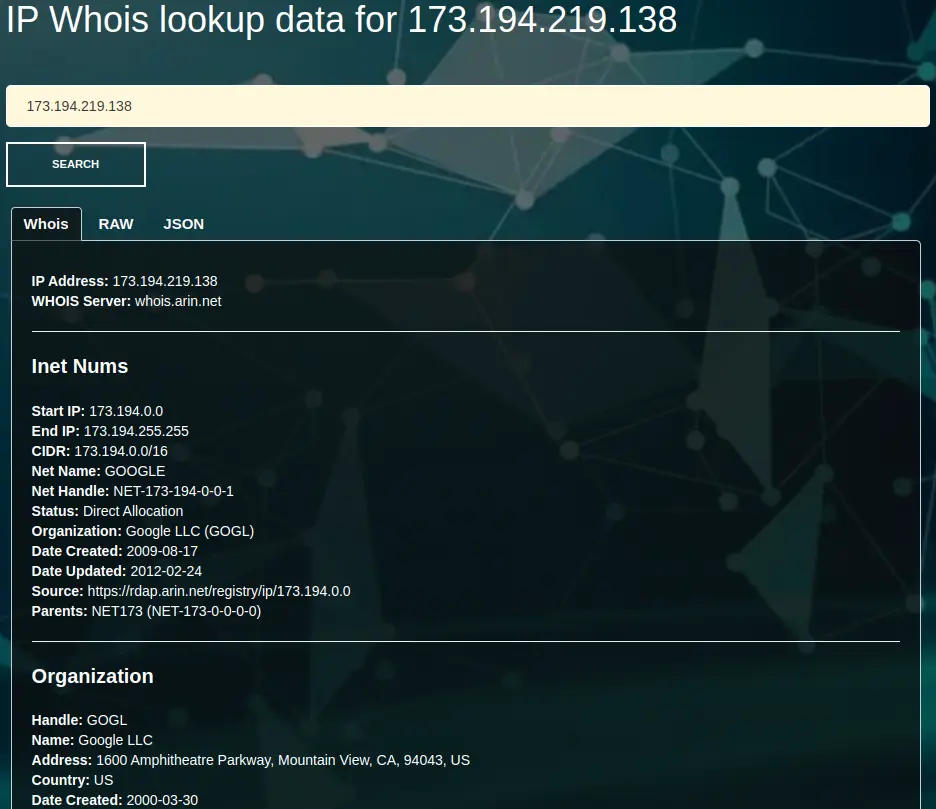 IP Whois lookup data for 173.194.219.138
173.194.219.138
SEARCH
Whois RAW JSON
IP Address: 173.194.219.138
WHOIS Server: whois.arin.net
Inet Nums
Start IP: 173.194.0.0
End IP: 173.194.255.255
CIDR: 173.194.0.0/16
Net Name: GOOGLE
Net Handle: NET-173-194-0-0-1
Status: Direct Allocation
Organization: Google LLC (GOGL)
Date Created: 2009-08-17
Date Updated: 2012-02-24
Source: https://rdap.arin.net/registry/ip/173.194.0.0
Parents: NET173 (NET-173-0-0-0-0)
Organization
Handle: GOGL
Name: Google LLC
Address: 1600 Amphitheatre Parkway, Mountain View, CA, 94043, US
Country: US
Date Created: 2000-03-30